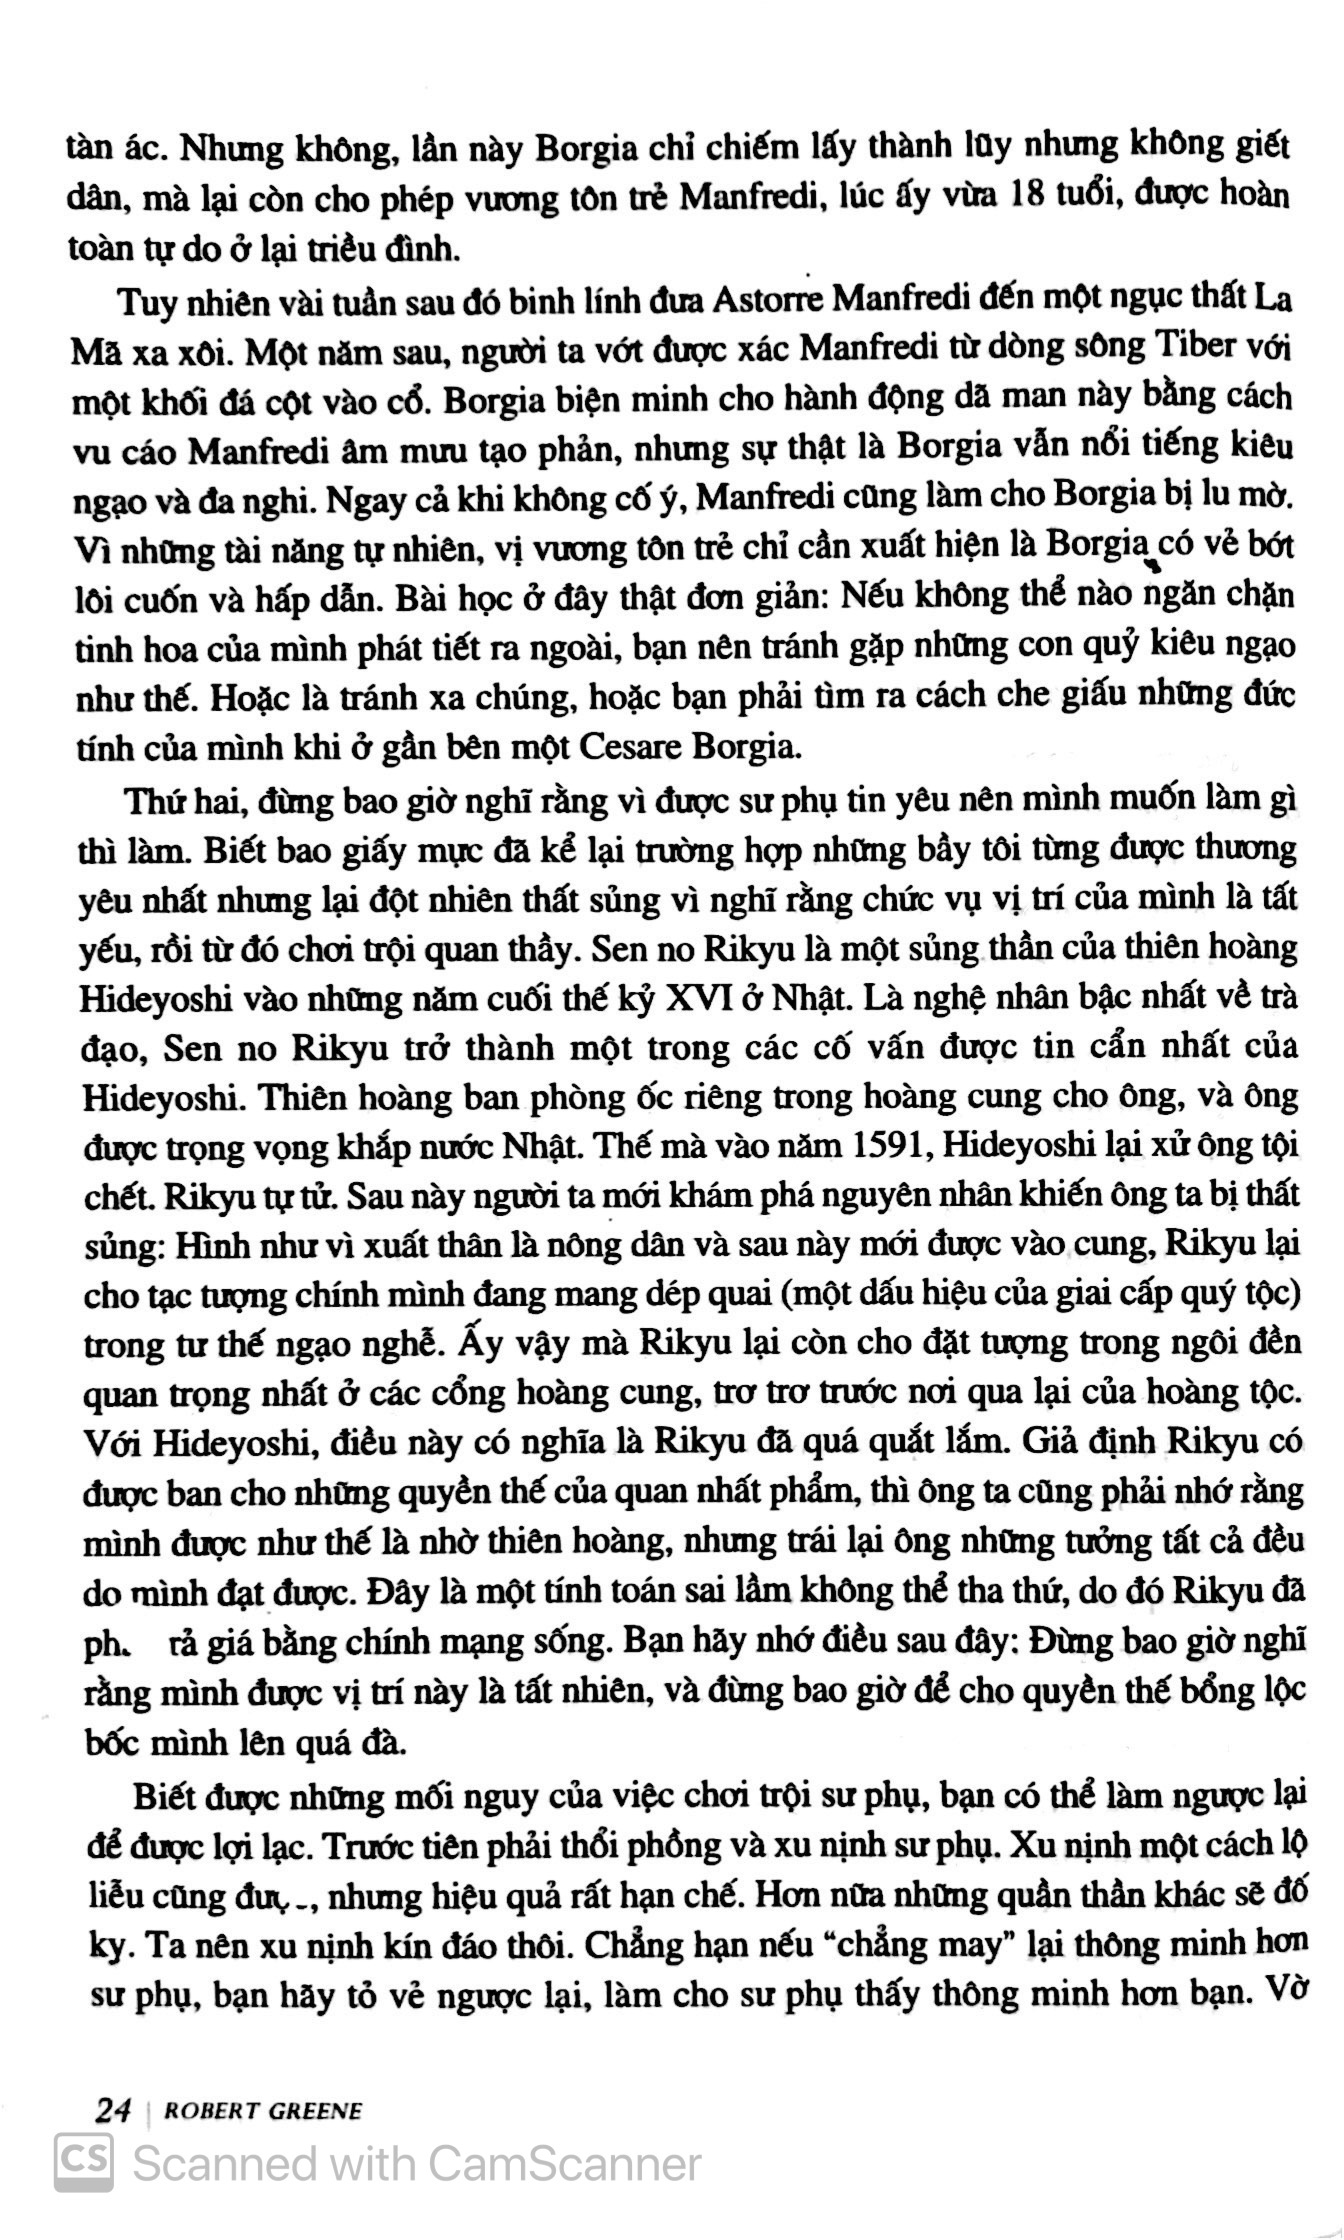 tàn ác. Nhưng không, lần này Borgia chỉ chiếm lấy thành lũy nhưng không giết
dân, mà lại còn cho phép vương tôn trẻ Manfredi, lúc ấy vừa 18 tuổi, được hoàn
toàn tự do ở lại triều đình.
Tuy nhiên vài tuần sau đó binh lính đưa Astorre Manfredi đến một ngục thất La
Mã xa xôi. Một năm sau, người ta vớt được xác Manfredi từ dòng sông Tiber với
một khối đá cột vào cổ. Borgia biện minh cho hành động dã man này bằng cách
vu cáo Manfredi âm mưu tạo phản, nhưng sự thật là Borgia vẫn nổi tiếng kiêu
ngạo và đa nghi. Ngay cả khi không cố ý, Manfredi cũng làm cho Borgia bị lu mờ.
Vì những tài năng tự nhiên, vị vương tôn trẻ chỉ cần xuất hiện là Borgia có vẻ bớt
lôi cuốn và hấp dẫn. Bài học ở đây thật đơn giản: Nếu không thể nào ngăn chặn
tinh hoa của mình phát tiết ra ngoài, bạn nên tránh gặp những con quỷ kiêu ngạo
như thế. Hoặc là tránh xa chúng, hoặc bạn phải tìm ra cách che giấu những đức
tính của mình khi ở gần bên một Cesare Borgia.
Thứ hai, đừng bao giờ nghĩ rằng vì được sư phụ tin yêu nên mình muốn làm gì
thì làm. Biết bao giấy mực đã kể lại trường hợp những bầy tôi từng được thương
yêu nhất nhưng lại đột nhiên thất sủng vì nghĩ rằng chức vụ vị trí của mình là tất
yếu, rồi từ đó chơi trội quan thầy. Sen no Rikyu là một sủng thần của thiên hoàng
Hideyoshi vào những năm cuối thế kỷ XVI ở Nhật. Là nghệ nhân bậc nhất về trà
đạo, Sen no Rikyu trở thành một trong các cố vấn được tin cẩn nhất của
Hideyoshi. Thiên hoàng ban phòng ốc riêng trong hoàng cung cho ông, và ông
được trọng vọng khắp nước Nhật. Thế mà vào năm 1591, Hideyoshi lại xử ông tội
chết. Rikyu tự tử. Sau này người ta mới khám phá nguyên nhân khiến ông ta bị thất
sủng: Hình như vì xuất thân là nông dân và sau này mới được vào cung, Rikyu lại
cho tạc tượng chính mình đang mang dép quai (một dấu hiệu của giai cấp quý tộc)
trong tư thế ngạo nghễ. Ấy vậy mà Rikyu lại còn cho đặt tượng trong ngôi đền
quan trọng nhất ở các cổng hoàng cung, trơ trơ trước nơi qua lại của hoàng tộc.
Với Hideyoshi, điều này có nghĩa là Rikyu đã quá quắt lắm. Giả định Rikyu có
được ban cho những quyền thế của quan nhất phẩm, thì ông ta cũng phải nhớ rằng
mình được như thế là nhờ thiên hoàng, nhưng trái lại ông những tưởng tất cả đều
do mình đạt được. Đây là một tính toán sai lầm không thể tha thứ, do đó Rikyu đã
giá bằng chính mạng sống. Bạn hãy nhớ điều sau đây: Đừng bao giờ nghĩ
rằng mình được vị trí này là tất nhiên, và đừng bao giờ để cho quyền thế bổng lộc
bốc mình lên quá đà.
Biết được những mối nguy của việc chơi trội sư phụ, bạn có thể làm ngược lại
để được lợi lạc. Trước tiên phải thổi phồng và xu nịnh sư phụ. Xu nịnh một cách lộ
liễu cũng nhưng hiệu quả rất hạn chế. Hơn nữa những quần thần khác sẽ đố
kỵ. Ta nên xu nịnh kín đáo thôi. Chẳng hạn nếu “chẳng may” lại thông minh hơn
sư phụ, bạn hãy tỏ vẻ ngược lại, làm cho sư phụ thấy thông minh hơn bạn. Vờ
24 | ROBERT GREENE
CS Scanned with CamScanner